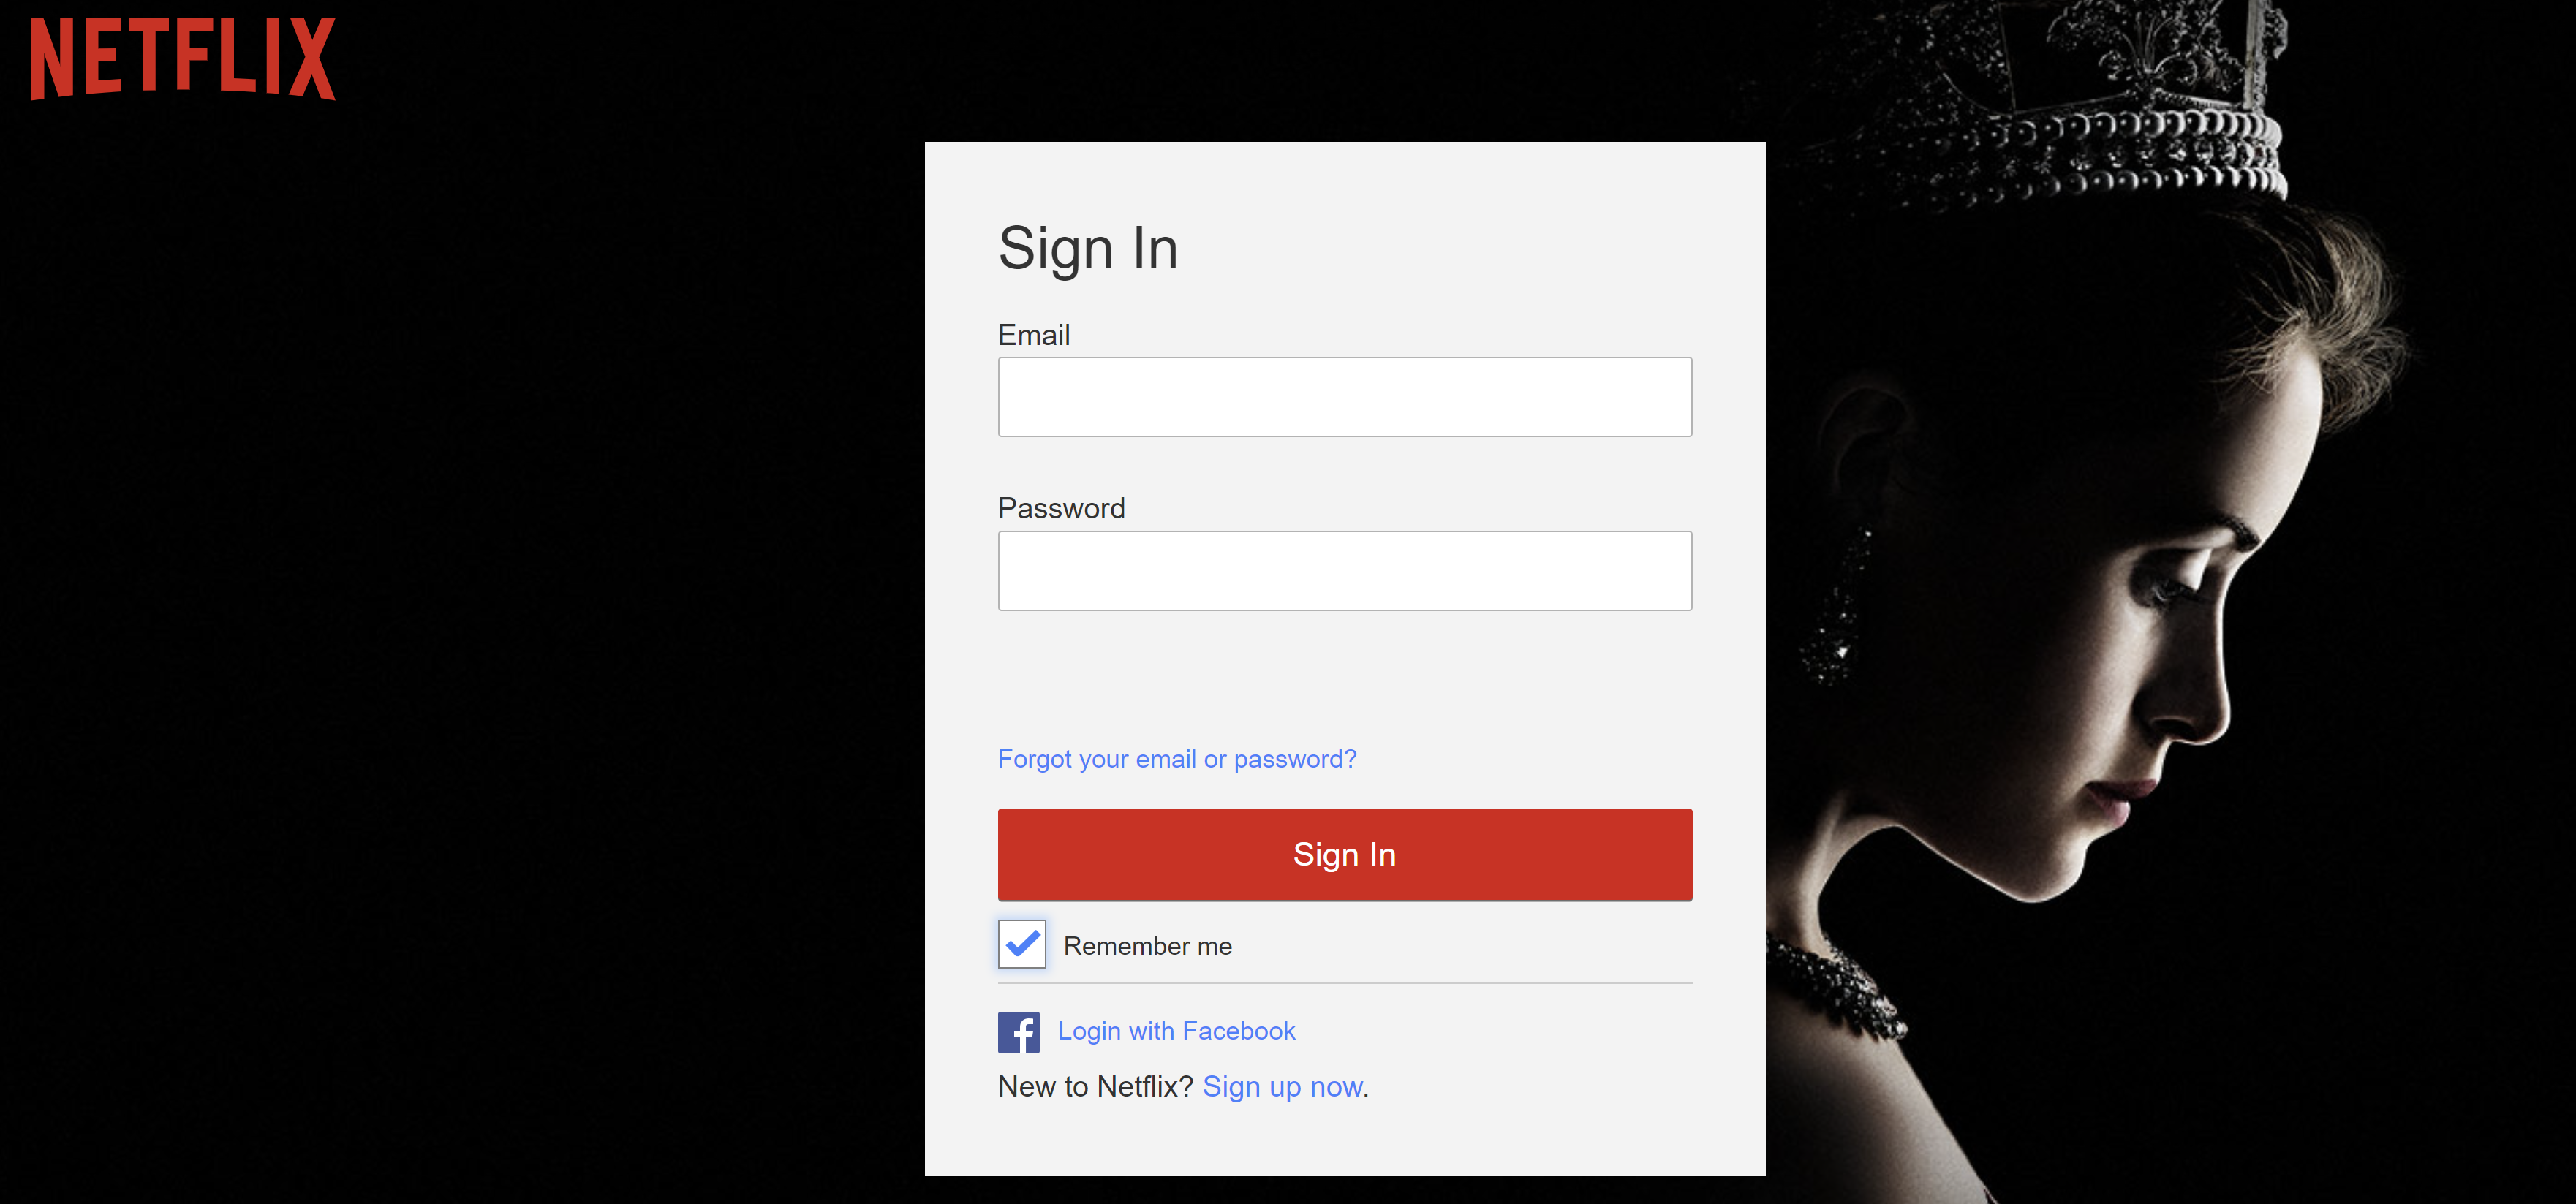 NETFLIX
Sign In
Email
Password
Forgot your email or password?
Sign In
Remember me
Login with Facebook
New to Netflix? Sign up now.